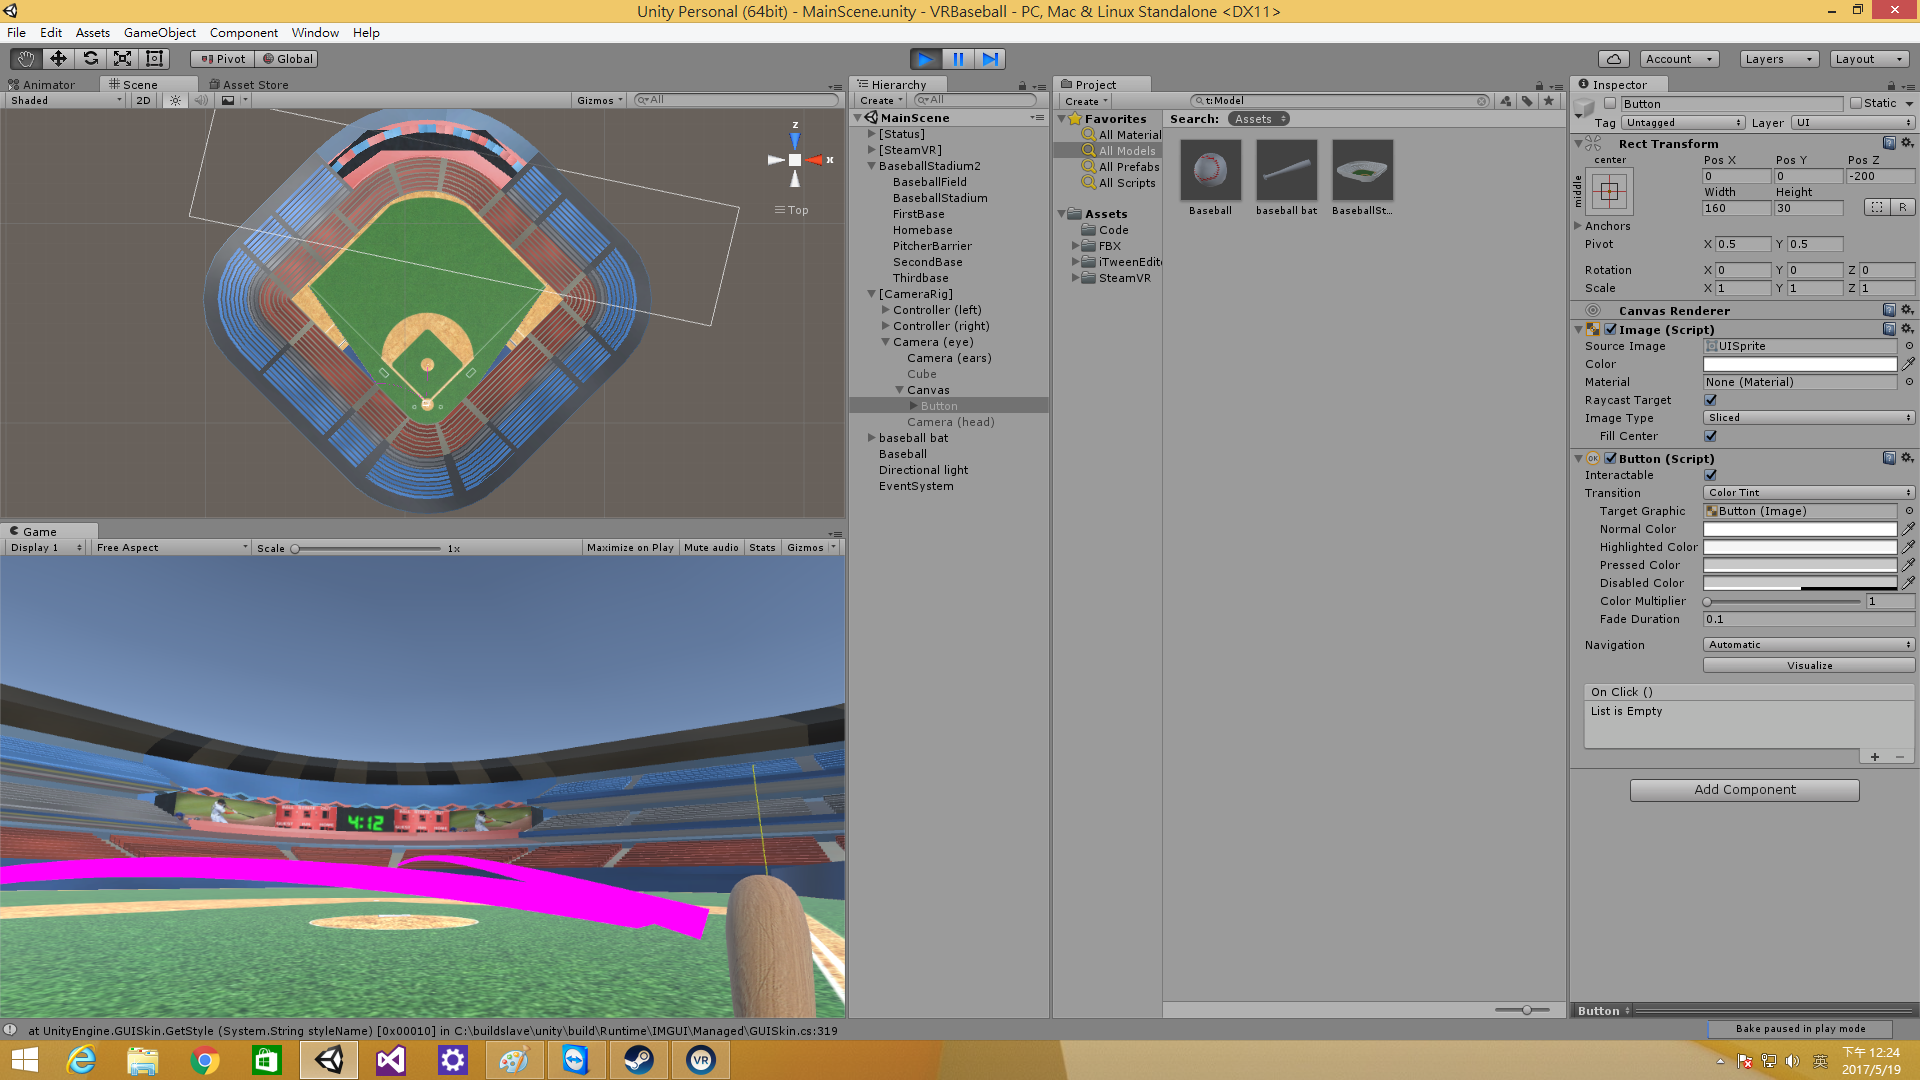 Unity Personal (64bit) - MainScene.unity - VRBaseball - PC, Mac & Linux Standalone <DX11>
File Edit Assets GameObject Component Window Help
Pivot Global
Account Layers Layout
Animator Scene Asset Store
Shaded 2D Gizmos All
z
x
Top
Game
Display 1 Free Aspect Scale 1x Maximize on Play Mute audio Stats Gizmos
4:12
Hierarchy
Create All
MainScene
[Status]
[SteamVR]
BaseballStadium2
BaseballField
BaseballStadium
FirstBase
Homebase
PitcherBarrier
SecondBase
Thirdbase
[CameraRig]
Controller (left)
Controller (right)
Camera (eye)
Camera (ears)
Cube
Canvas
Button
Camera (head)
baseball bat
Baseball
Directional light
EventSystem
Project
Create t:Model
Favorites
All Material
All Models
All Prefabs
All Scripts
Assets
Code
FBX
iTweenEdit
SteamVR
Search: Assets
Baseball baseball bat BaseballSt...
Inspector
Button Static
Tag Untagged Layer UI
Rect Transform
center Pos X Pos Y Pos Z
middle 0 0 -200
Width Height
160 30 R
Anchors
Pivot X 0.5 Y 0.5
Rotation X 0 Y 0 Z 0
Scale X 1 Y 1 Z 1
Canvas Renderer
Image (Script)
Source Image UISprite
Color
Material None (Material)
Raycast Target
Image Type Sliced
Fill Center
OK Button (Script)
Interactable
Transition Color Tint
Target Graphic Button (Image)
Normal Color
Highlighted Color
Pressed Color
Disabled Color
Color Multiplier 1
Fade Duration 0.1
Navigation Automatic
Visualize
On Click ()
List is Empty
Add Component
Button
at UnityEngine.GUISkin.GetStyle (System.String styleName) [0x00010] in C:\buildslave\unity\build\Runtime\IMGUI\Managed\GUISkin.cs:319
Bake paused in play mode
VR
英
下午 12:24
2017/5/19